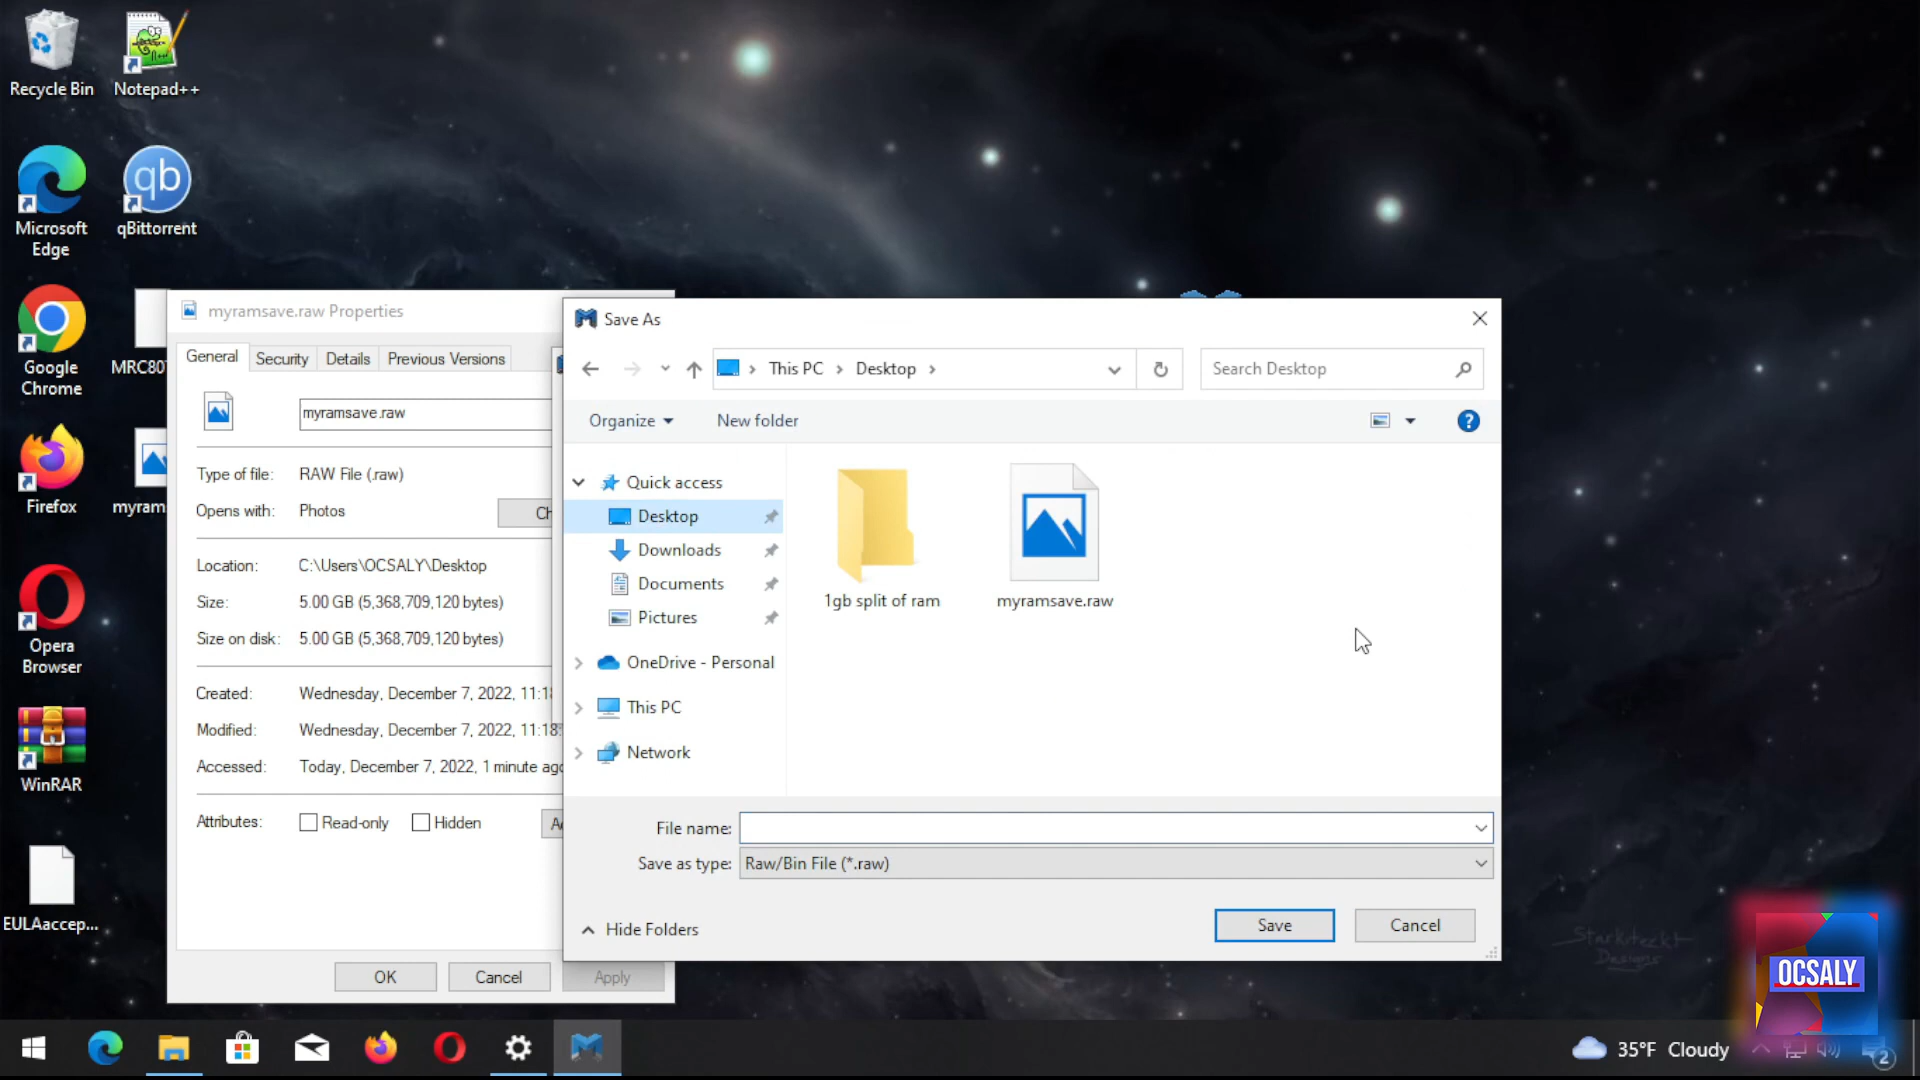 Recycle Bin
Notepad++
Microsoft
Edge
qBittorrent
Google
Chrome
MRC80
Firefox
myram
Opera
Browser
WinRAR
EULAaccep...
myramsave.raw Properties
General
Security
Details
Previous Versions
myramsave.raw
Type of file:
RAW File (.raw)
Opens with:
Photos
Ch
Location:
C:\Users\OCSALY\Desktop
Size:
5.00 GB (5,368,709,120 bytes)
Size on disk:
5.00 GB (5,368,709,120 bytes)
Created:
Wednesday, December 7, 2022, 11:1
Modified:
Wednesday, December 7, 2022, 11:18
Accessed:
Today, December 7, 2022, 1 minute ago
Attributes:
Read-only
Hidden
OK
Cancel
Apply
Save As
This PC
Desktop
Search Desktop
Organize
New folder
?
Quick access
Desktop
Downloads
Documents
Pictures
OneDrive - Personal
This PC
Network
1gb split of ram
myramsave.raw
File name:
Save as type:
Raw/Bin File (*.raw)
Hide Folders
Save
Cancel
Starkiteckt
Designs
OCSALY
35°F Cloudy
2